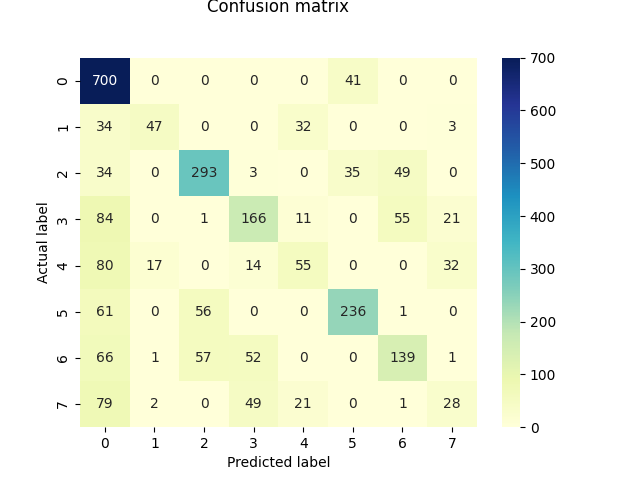 Confusion matrix
Actual label
0 700 0 0 0 0 41 0 0
1 34 47 0 0 32 0 0 3
2 34 0 293 3 0 35 49 0
3 84 0 1 166 11 0 55 21
4 80 17 0 14 55 0 0 32
5 61 0 56 0 0 236 1 0
6 66 1 57 52 0 0 139 1
7 79 2 0 49 21 0 1 28
0 1 2 3 4 5 6 7
Predicted label
700
600
500
400
300
200
100
0